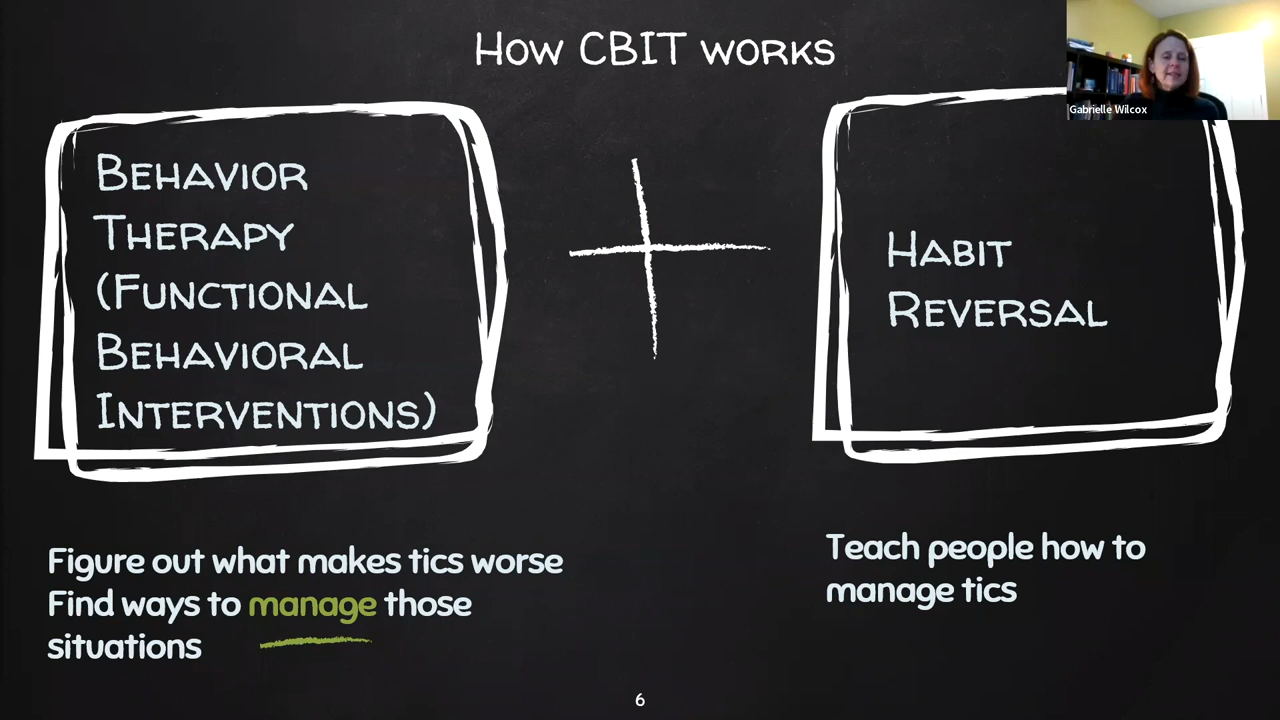 How CBIT works
Gabrielle Wilcox
Behavior
Therapy
(Functional
Behavioral
Interventions)
Habit
Reversal
Figure out what makes tics worse
Find ways to manage those
situations
Teach people how to
manage tics
6